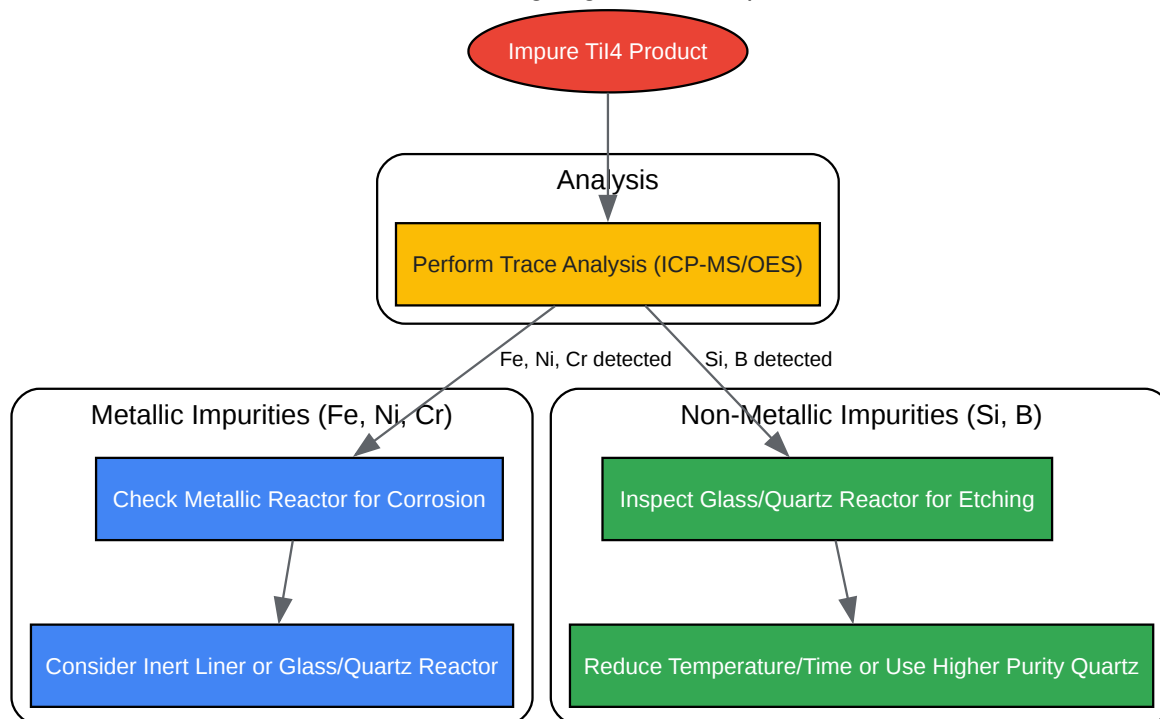 Impure TiI4 Product
Analysis
Perform Trace Analysis (ICP-MS/OES)
Fe, Ni, Cr detected
Si, B detected
Metallic Impurities (Fe, Ni, Cr)
Non-Metallic Impurities (Si, B)
Check Metallic Reactor for Corrosion
Inspect Glass/Quartz Reactor for Etching
Consider Inert Liner or Glass/Quartz Reactor
Reduce Temperature/Time or Use Higher Purity Quartz